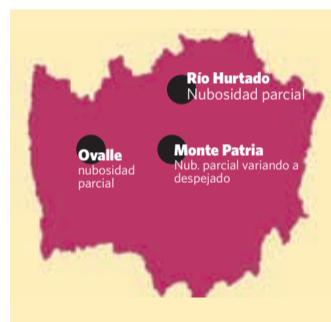 Río Hurtado
Nubosidad parcial
Ovalle
nubosidad
parcial
Monte Patria
Nub. parcial variando a
despejado